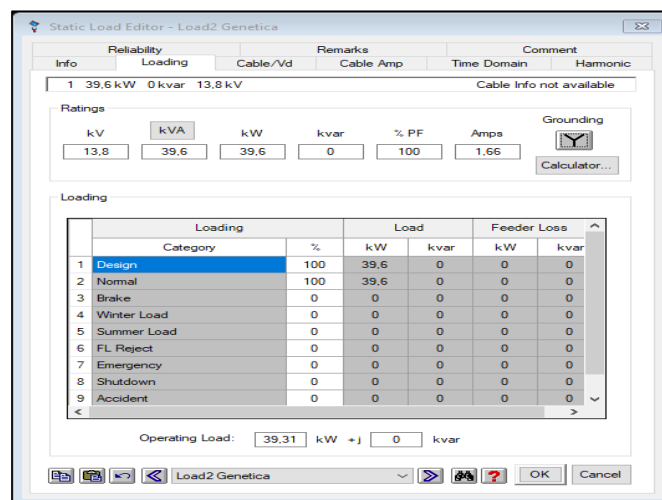 Static Load Editor - Load2 Genetica
Reliability Remarks Comment
Info Loading Cable/Vd Cable Amp Time Domain Harmonic
1 39,6 kW 0 kvar 13,8 kV Cable Info not available
Ratings
Grounding
kV kVA kW kvar % PF Amps
13,8 39,6 39,6 0 100 1,66
Calculator...
Loading
Loading Load Feeder Loss
Category % kW kvar kW kvar
1 Design 100 39,6 0 0 0
2 Normal 100 39,6 0 0 0
3 Brake 0 0 0 0 0
4 Winter Load 0 0 0 0 0
5 Summer Load 0 0 0 0 0
6 FL Reject 0 0 0 0 0
7 Emergency 0 0 0 0 0
8 Shutdown 0 0 0 0 0
9 Accident 0 0 0 0 0
Operating Load: 39,31 kW +j 0 kvar
Load2 Genetica OK Cancel